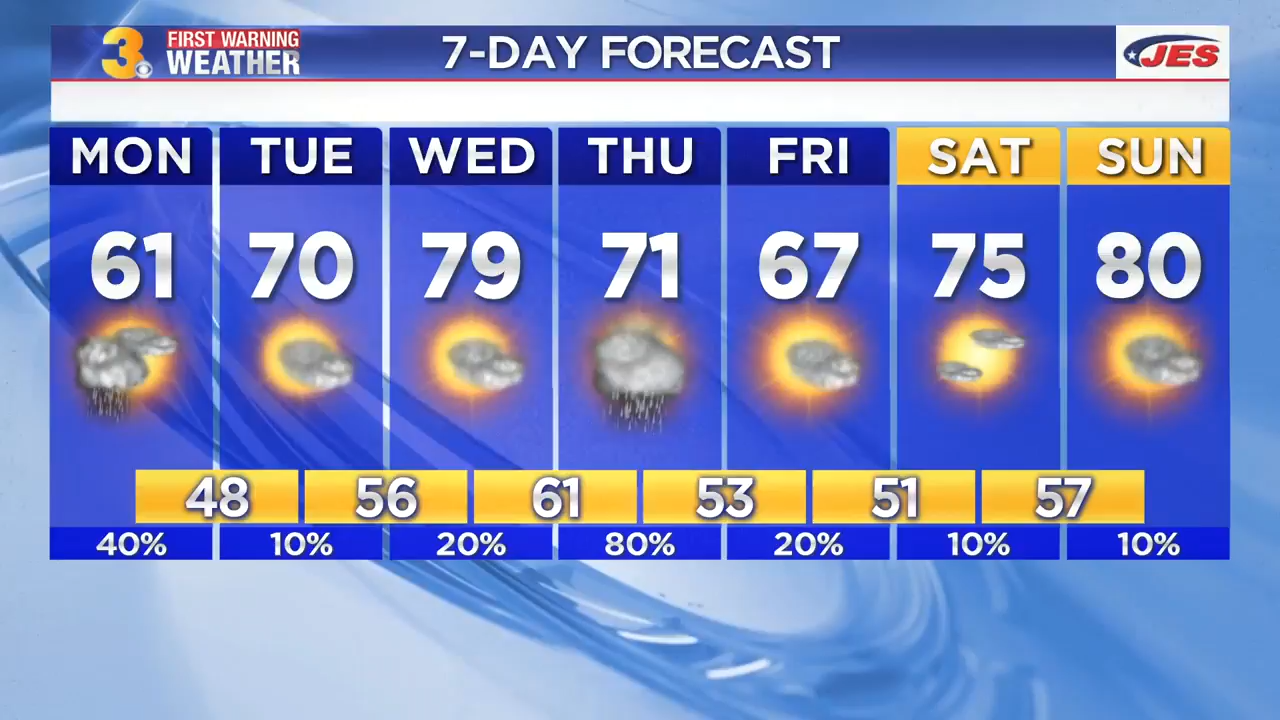 3 FIRST WARNING WEATHER
7-DAY FORECAST
JES
MON TUE WED THU FRI SAT SUN
61 70 79 71 67 75 80
48 56 61 53 51 57
40% 10% 20% 80% 20% 10% 10%